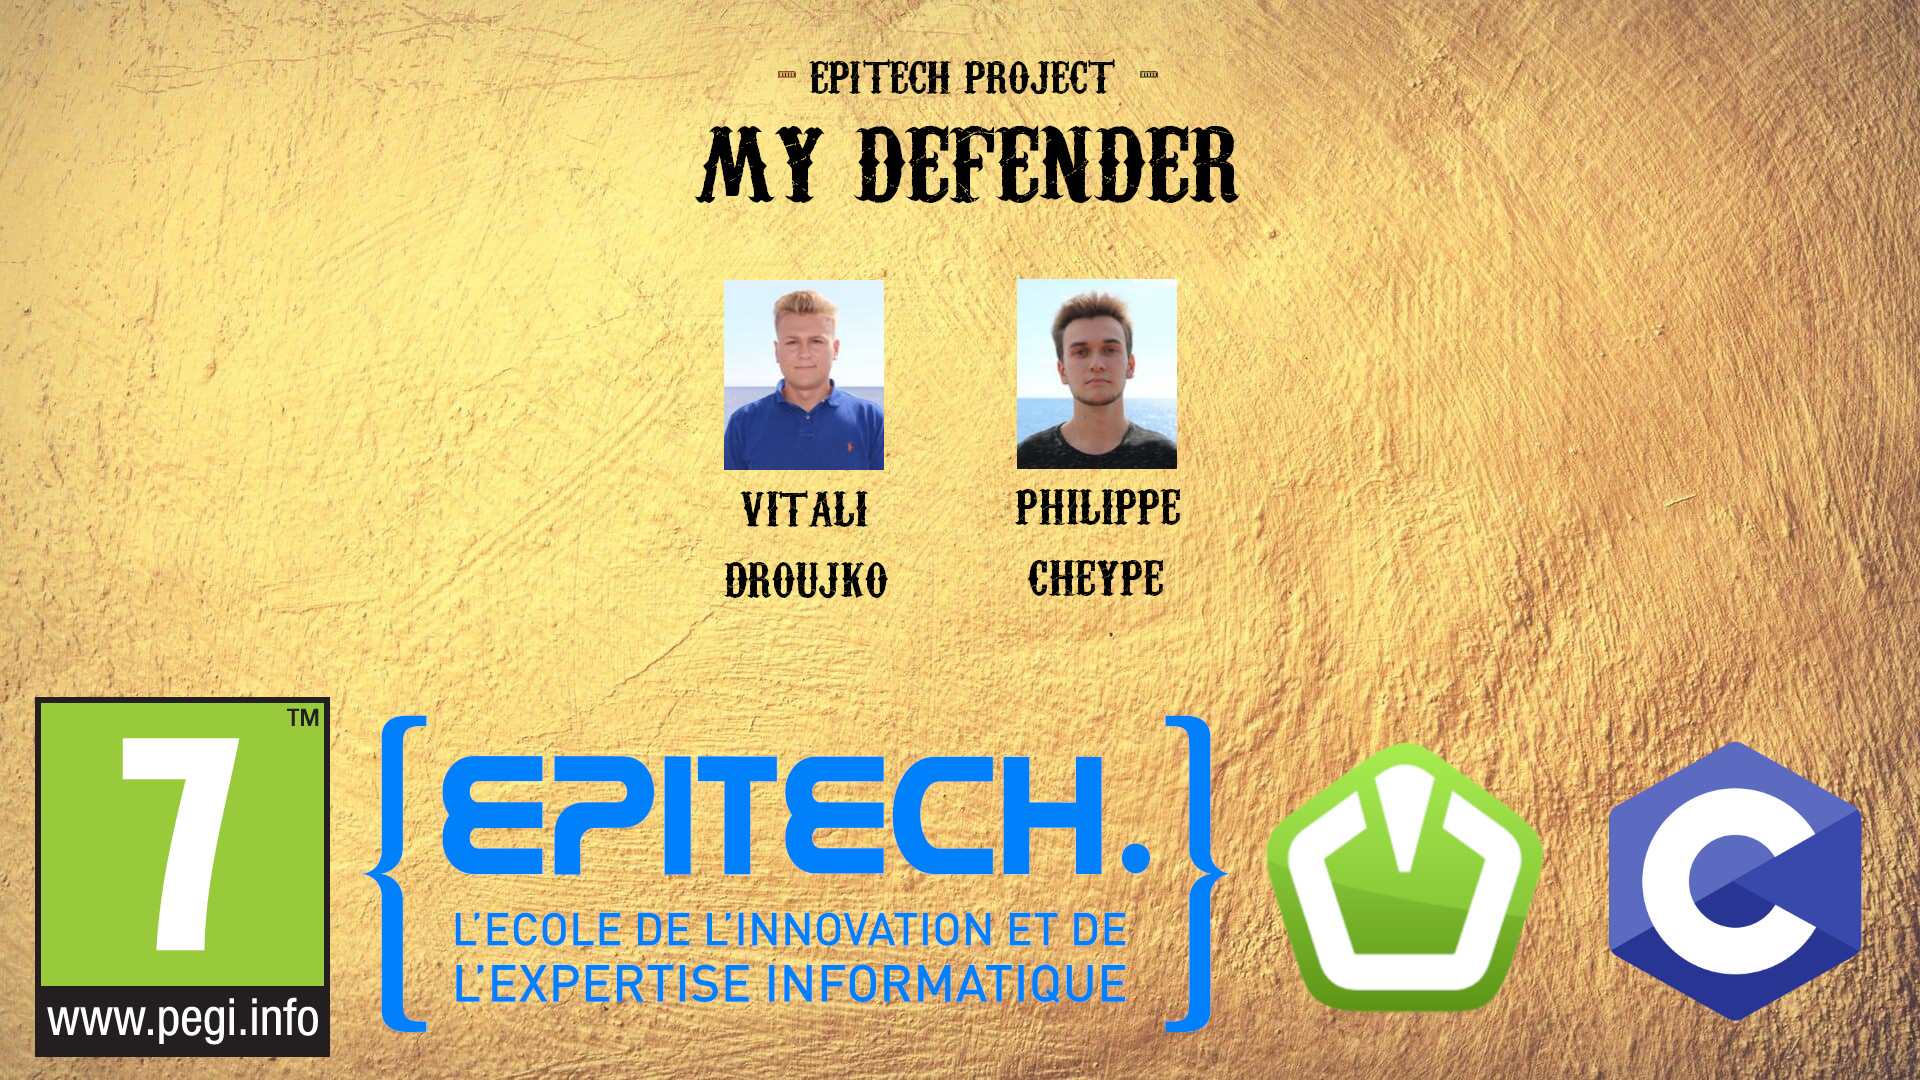 EPITECH PROJECT
MY DEFENDER
VITALI
DROUJKO
PHILIPPE
CHEYPE
7 TM
www.pegi.info
{EPITECH.}
L'ECOLE DE L'INNOVATION ET DE
L'EXPERTISE INFORMATIQUE
C